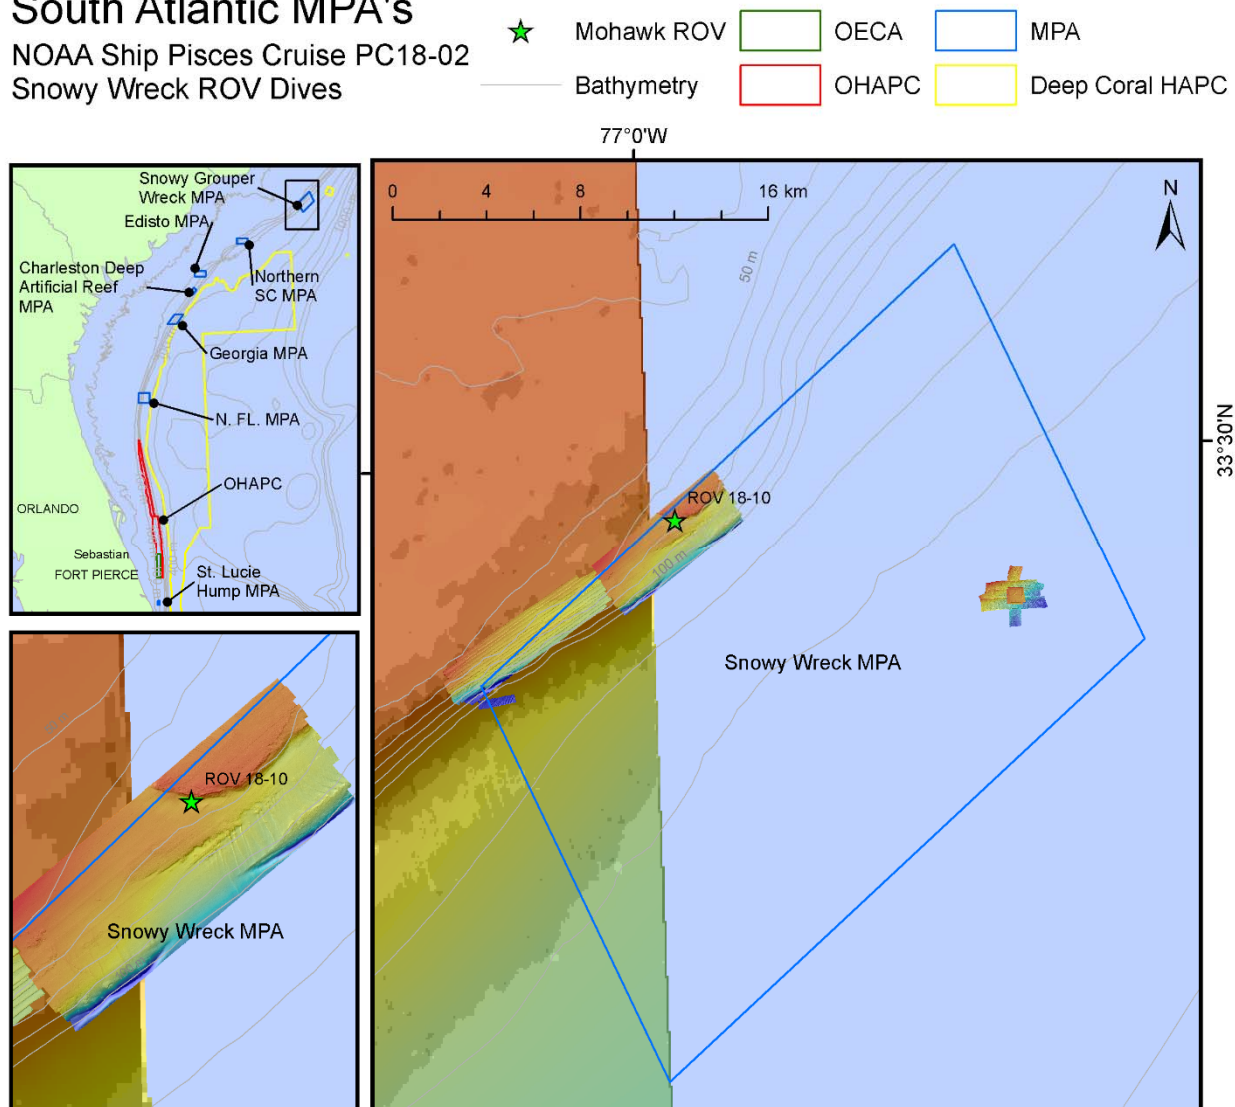 South Atlantic MPA's
NOAA Ship Pisces Cruise PC18-02
Snowy Wreck ROV Dives
Mohawk ROV
OECA
MPA
Bathymetry
OHAPC
Deep Coral HAPC
77°0'W
Snowy Grouper
Wreck MPA
Edisto MPA
Charleston Deep
Artificial Reef
MPA
Northern
SC MPA
Georgia MPA
N. FL. MPA
OHAPC
ORLANDO
Sebastian
FORT PIERCE
St. Lucie
Hump MPA
0 4 8 16 km
N
50 m
33°30'N
ROV 18-10
100 m
Snowy Wreck MPA
ROV 18-10
Snowy Wreck MPA